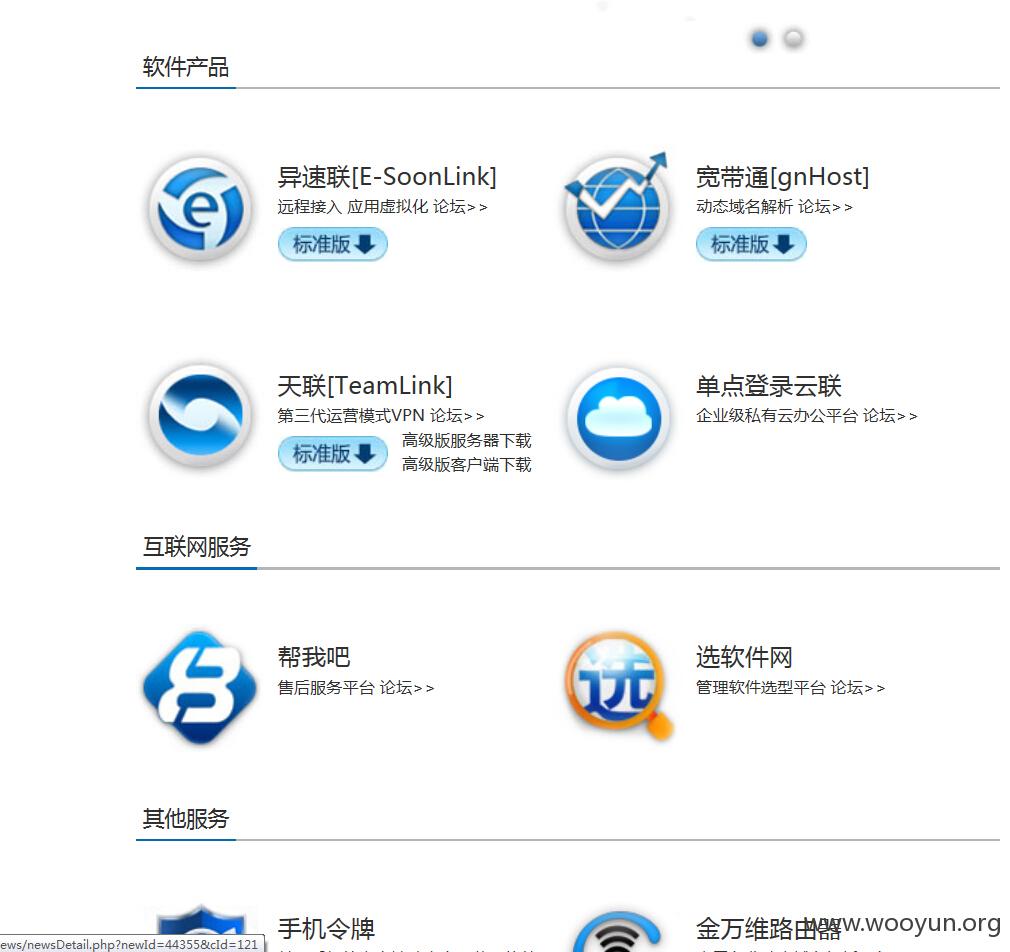 软件产品
异速联[E-SoonLink]
远程接入 应用虚拟化 论坛>>
标准版
宽带通[gnHost]
动态域名解析 论坛>>
标准版
天联[TeamLink]
第三代运营模式VPN 论坛>>
标准版
高级版服务器下载
高级版客户端下载
单点登录云联
企业级私有云办公平台 论坛>>
互联网服务
帮我吧
售后服务平台 论坛>>
选
选软件网
管理软件选型平台 论坛>>
其他服务
手机令牌
金万维路由器
www.wooyun.org
ews/newsDetail.php?newId=44355&cId=121